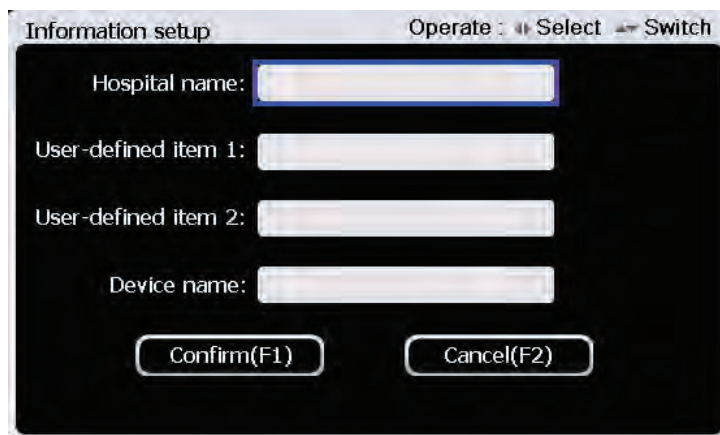 Information setup Operate : Select Switch
Hospital name:
User-defined item 1:
User-defined item 2:
Device name:
Confirm(F1) Cancel(F2)